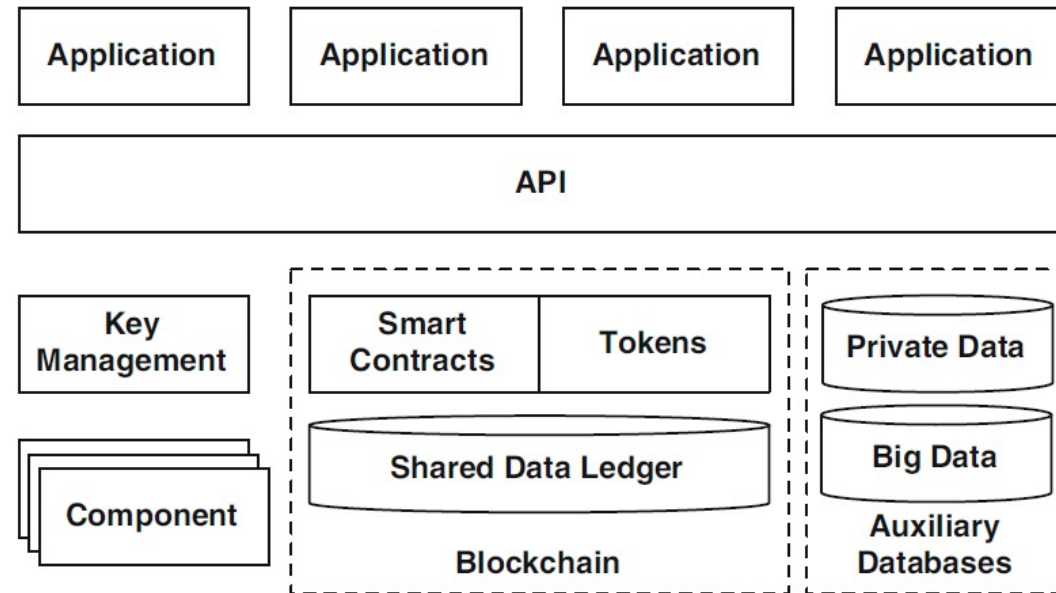 Application
Application
Application
Application
API
Key
Management
Smart
Contracts
Tokens
Private Data
Shared Data Ledger
Big Data
Component
Blockchain
Auxiliary
Databases